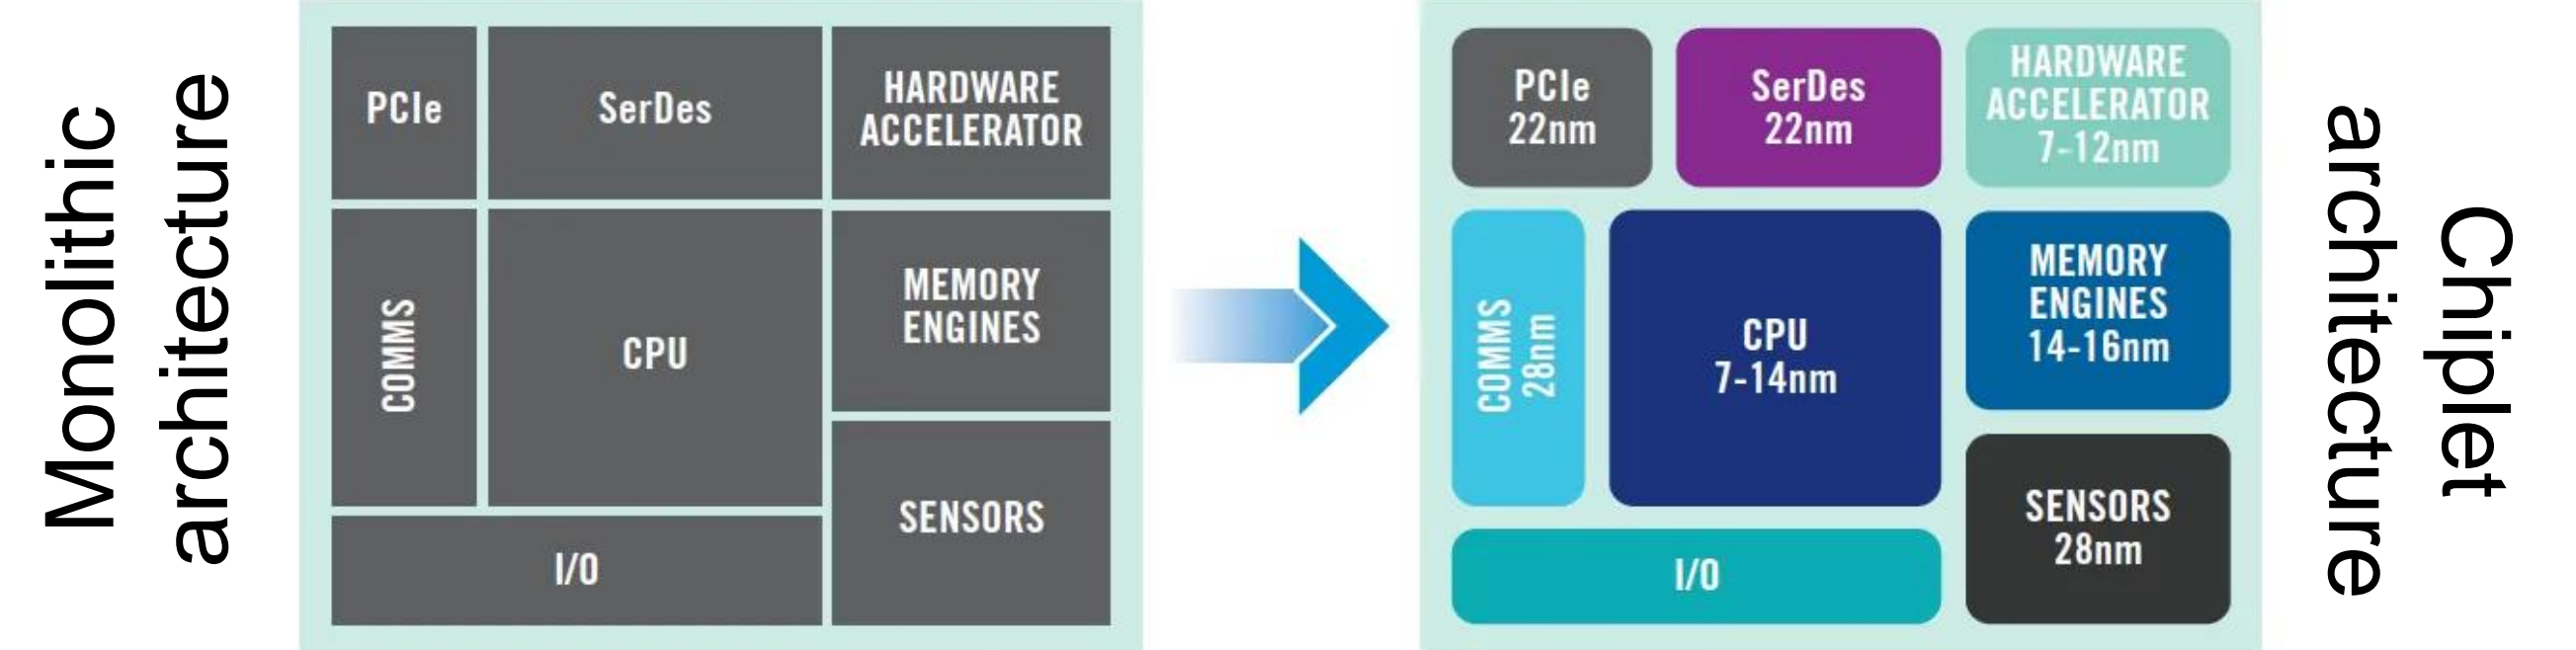 Monolithic
architecture
PCIe
SerDes
HARDWARE
ACCELERATOR
COMMS
CPU
MEMORY
ENGINES
SENSORS
I/O
PCIe
22nm
SerDes
22nm
HARDWARE
ACCELERATOR
7-12nm
COMMS
28nm
CPU
7-14nm
MEMORY
ENGINES
14-16nm
SENSORS
28nm
I/O
Chiplet
architecture